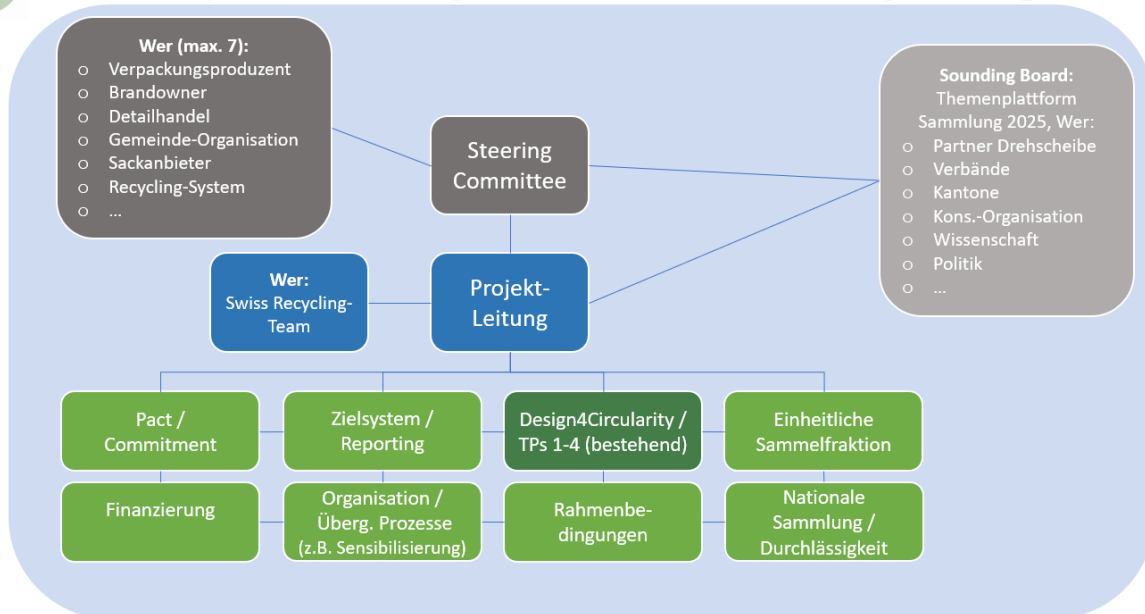 Wer (max. 7):
o Verpackungsproduzent
o Brandowner
o Detailhandel
o Gemeinde-Organisation
o Sackanbieter
o Recycling-System
o ...
Steering
Committee
Sounding Board:
Themenplattform
Sammlung 2025, Wer:
o Partner Drehscheibe
o Verbände
o Kantone
o Kons.-Organisation
o Wissenschaft
o Politik
o ...
Wer:
Swiss Recycling-
Team
Projekt-
Leitung
Pact /
Commitment
Zielsystem /
Reporting
Design4Circularity /
TPs 1-4 (bestehend)
Einheitliche
Sammelfraktion
Finanzierung
Organisation /
Überg. Prozesse
(z.B. Sensibilisierung)
Rahmenbe-
dingungen
Nationale
Sammlung /
Durchlässigkeit